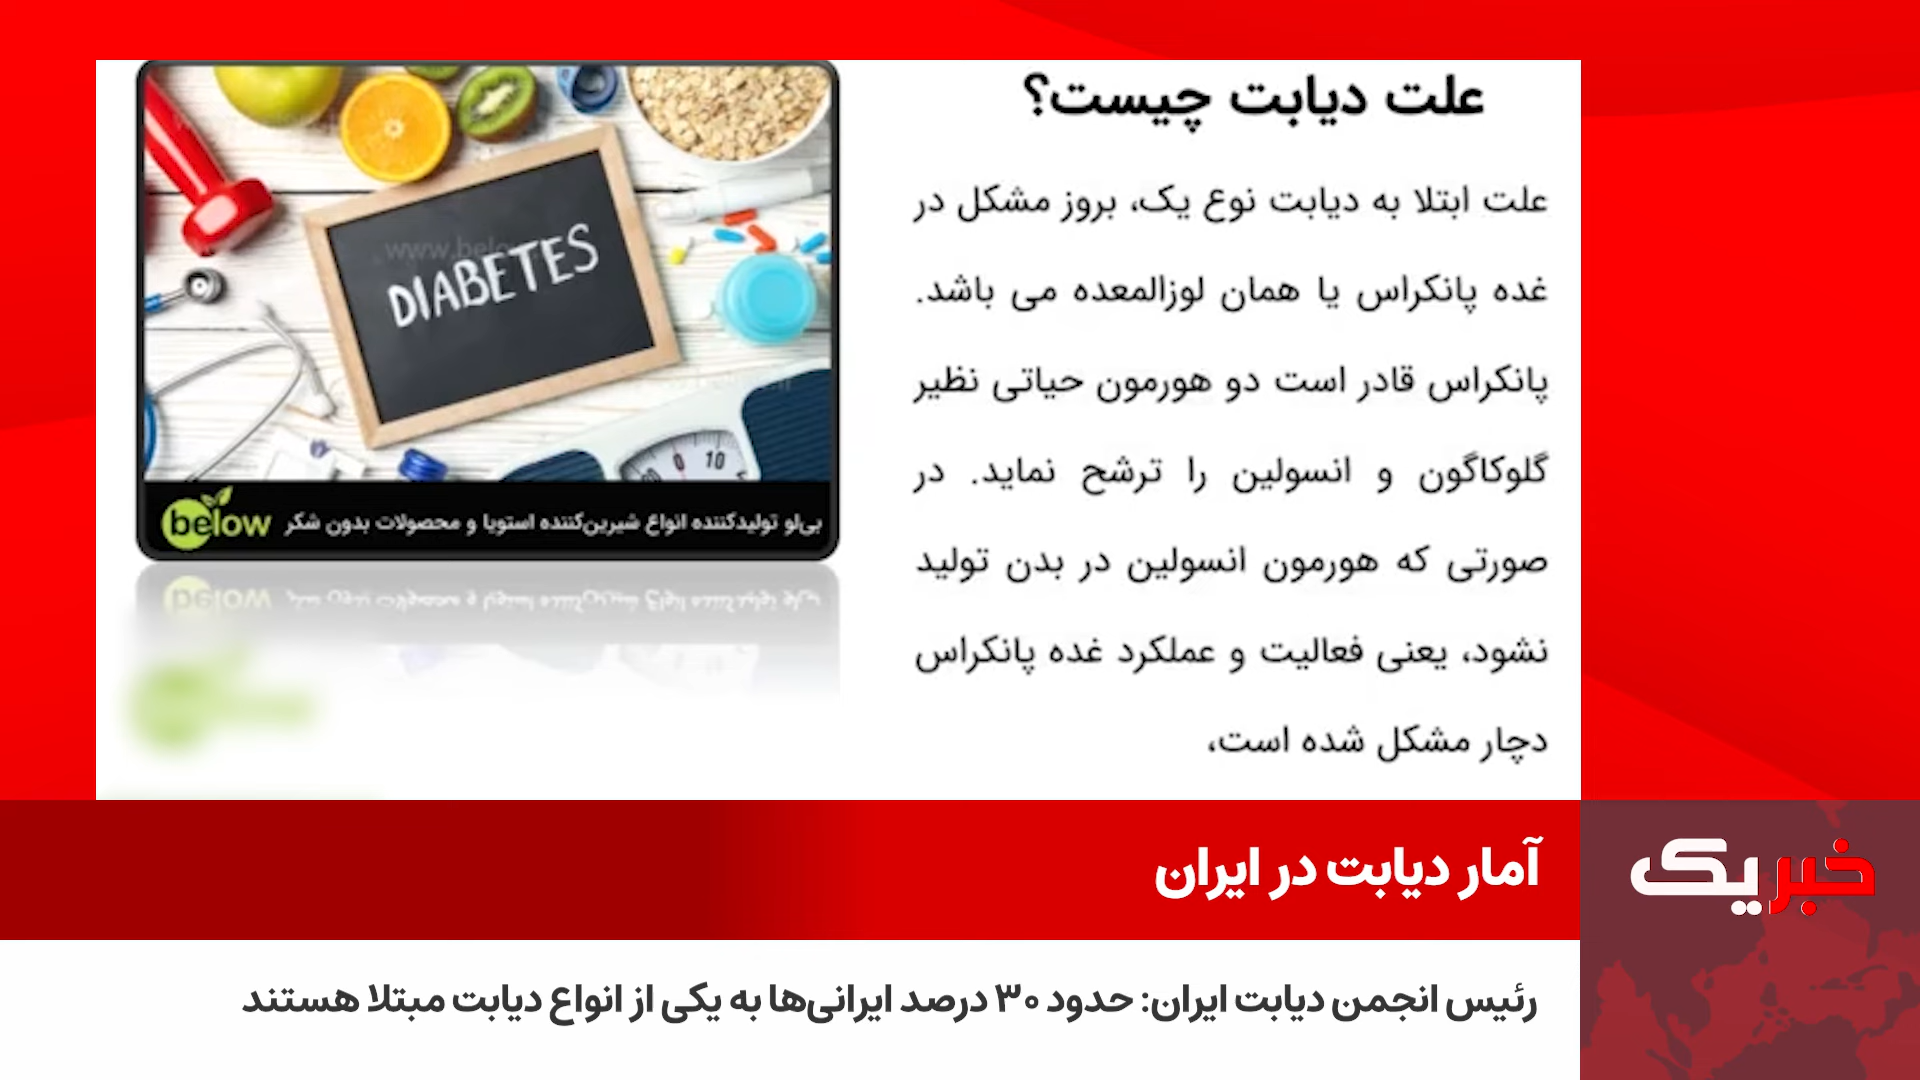 علت دیابت چیست؟
علت ابتلا به دیابت نوع یک، بروز مشکل در
غده پانکراس یا همان لوزالمعده می باشد.
پانکراس قادر است دو هورمون حیاتی نظیر
گلوکاگون و انسولین را ترشح نماید. در
صورتی که هورمون انسولین در بدن تولید
نشود، یعنی فعالیت و عملکرد غده پانکراس
دچار مشکل شده است،
DIABETES
0 10
below بی‌لو تولیدکننده انواع شیرین‌کننده استویا و محصولات بدون شکر
آمار دیابت در ایران
خبریک
رئیس انجمن دیابت ایران: حدود ۳۰ درصد ایرانی‌ها به یکی از انواع دیابت مبتلا هستند